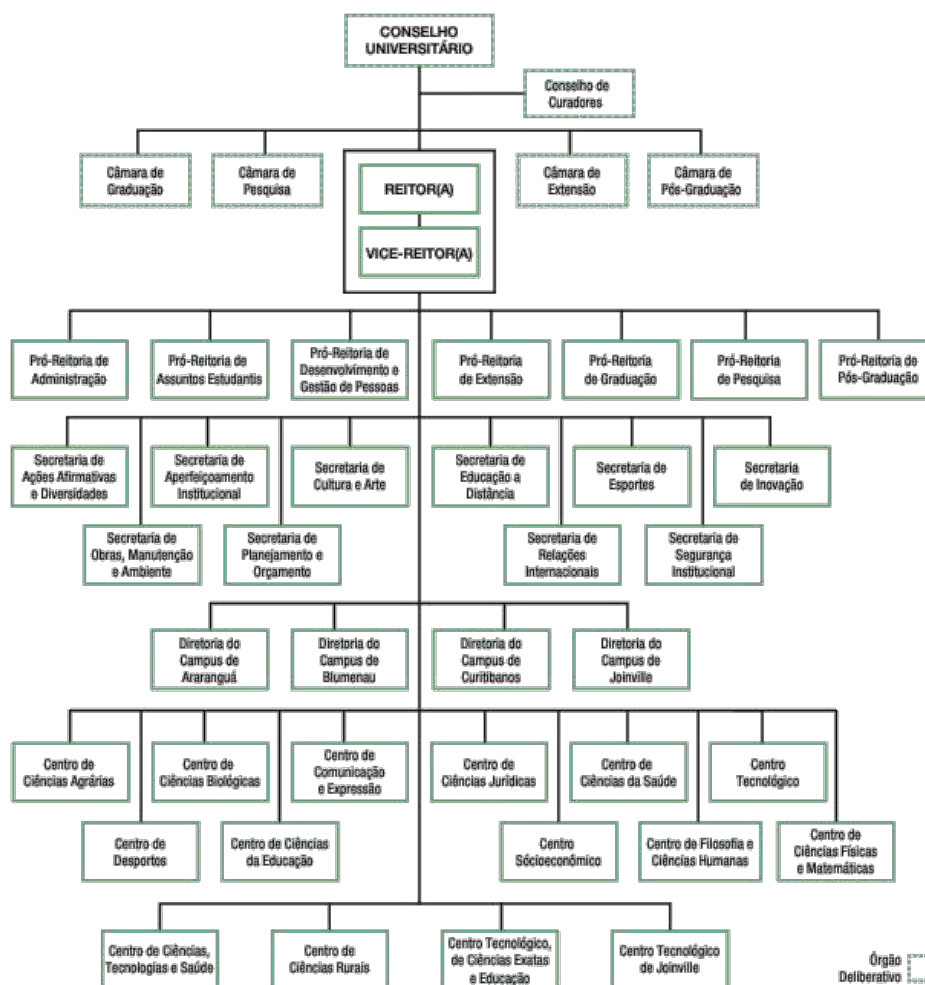 CONSELHO
UNIVERSITÁRIO
Conselho de
Curadores
Câmara de
Graduação
Câmara de
Pesquisa
Câmara de
Extensão
Câmara de
Pós-Graduação
REITOR(A)
VICE-REITOR(A)
Pró-Reitoria de
Administração
Pró-Reitoria de
Assuntos Estudantis
Pró-Reitoria de
Desenvolvimento e
Gestão de Pessoas
Pró-Reitoria
de Extensão
Pró-Reitoria
de Graduação
Pró-Reitoria
de Pesquisa
Pró-Reitoria de
Pós-Graduação
Secretaria de
Ações Afirmativas
e Diversidades
Secretaria de
Aperfeiçoamento
Institucional
Secretaria de
Cultura e Arte
Secretaria de
Educação a
Distância
Secretaria de
Esportes
Secretaria
de Inovação
Secretaria de
Obras, Manutenção
e Ambiente
Secretaria de
Planejamento e
Orçamento
Secretaria de
Relações
Internacionais
Secretaria de
Segurança
Institucional
Diretoria do
Campus de
Araranguá
Diretoria do
Campus de
Blumenau
Diretoria do
Campus de
Curitibanos
Diretoria do
Campus de
Joinville
Centro de
Ciências Agrárias
Centro de
Ciências Biológicas
Centro de
Comunicação
e Expressão
Centro de
Ciências Jurídicas
Centro de
Ciências da Saúde
Centro
Tecnológico
Centro de
Desportos
Centro de Ciências
da Educação
Centro
Sócioeconômico
Centro de Filosofia e
Ciências Humanas
Centro de
Ciências Físicas
e Matemáticas
Centro de Ciências,
Tecnologias e Saúde
Centro de
Ciências Rurais
Centro Tecnológico,
de Ciências Exatas
e Educação
Centro Tecnológico
de Joinville
Órgão
Deliberativo